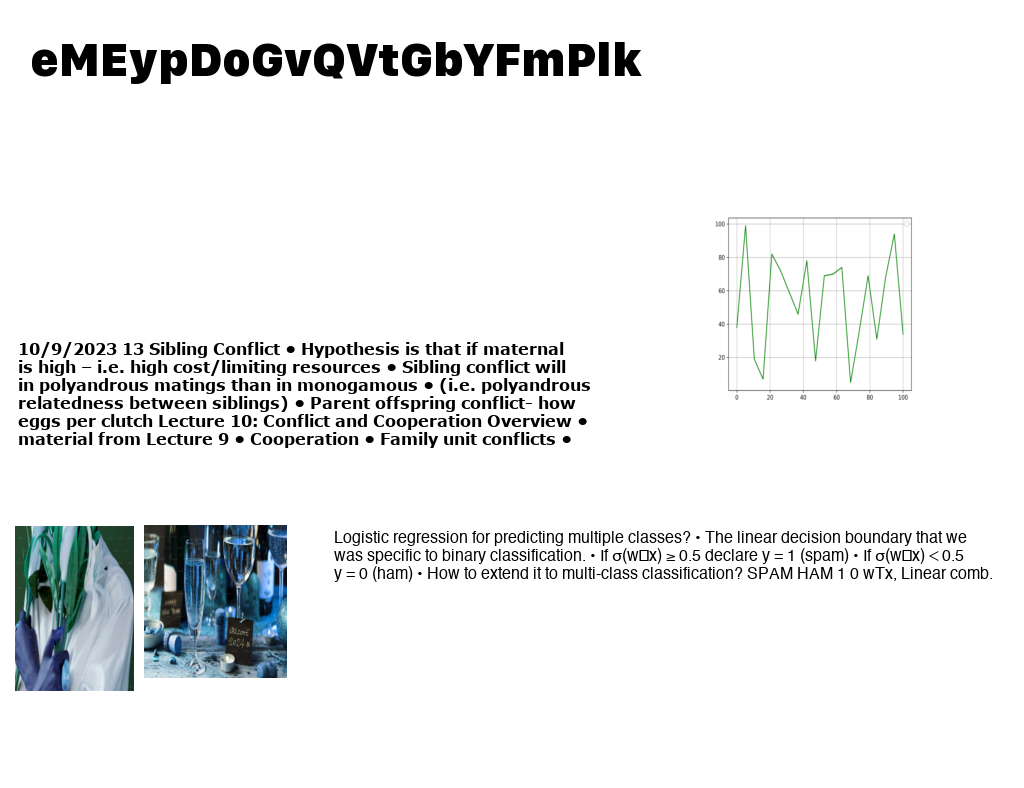 eMEypDoGvQVtGbYFmPlk
100
80
60
40
20
0 20 40 60 80 100
10/9/2023 13 Sibling Conflict • Hypothesis is that if maternal
is high – i.e. high cost/limiting resources • Sibling conflict will
in polyandrous matings than in monogamous • (i.e. polyandrous
relatedness between siblings) • Parent offspring conflict- how
eggs per clutch Lecture 10: Conflict and Cooperation Overview •
material from Lecture 9 • Cooperation • Family unit conflicts •
Logistic regression for predicting multiple classes? • The linear decision boundary that we
was specific to binary classification. • If σ(w□x) ≥ 0.5 declare y = 1 (spam) • If σ(w□x) < 0.5
y = 0 (ham) • How to extend it to multi-class classification? SPAM HAM 1 0 wTx, Linear comb.
HAPPY
NEW YEAR
WELCOME
2024